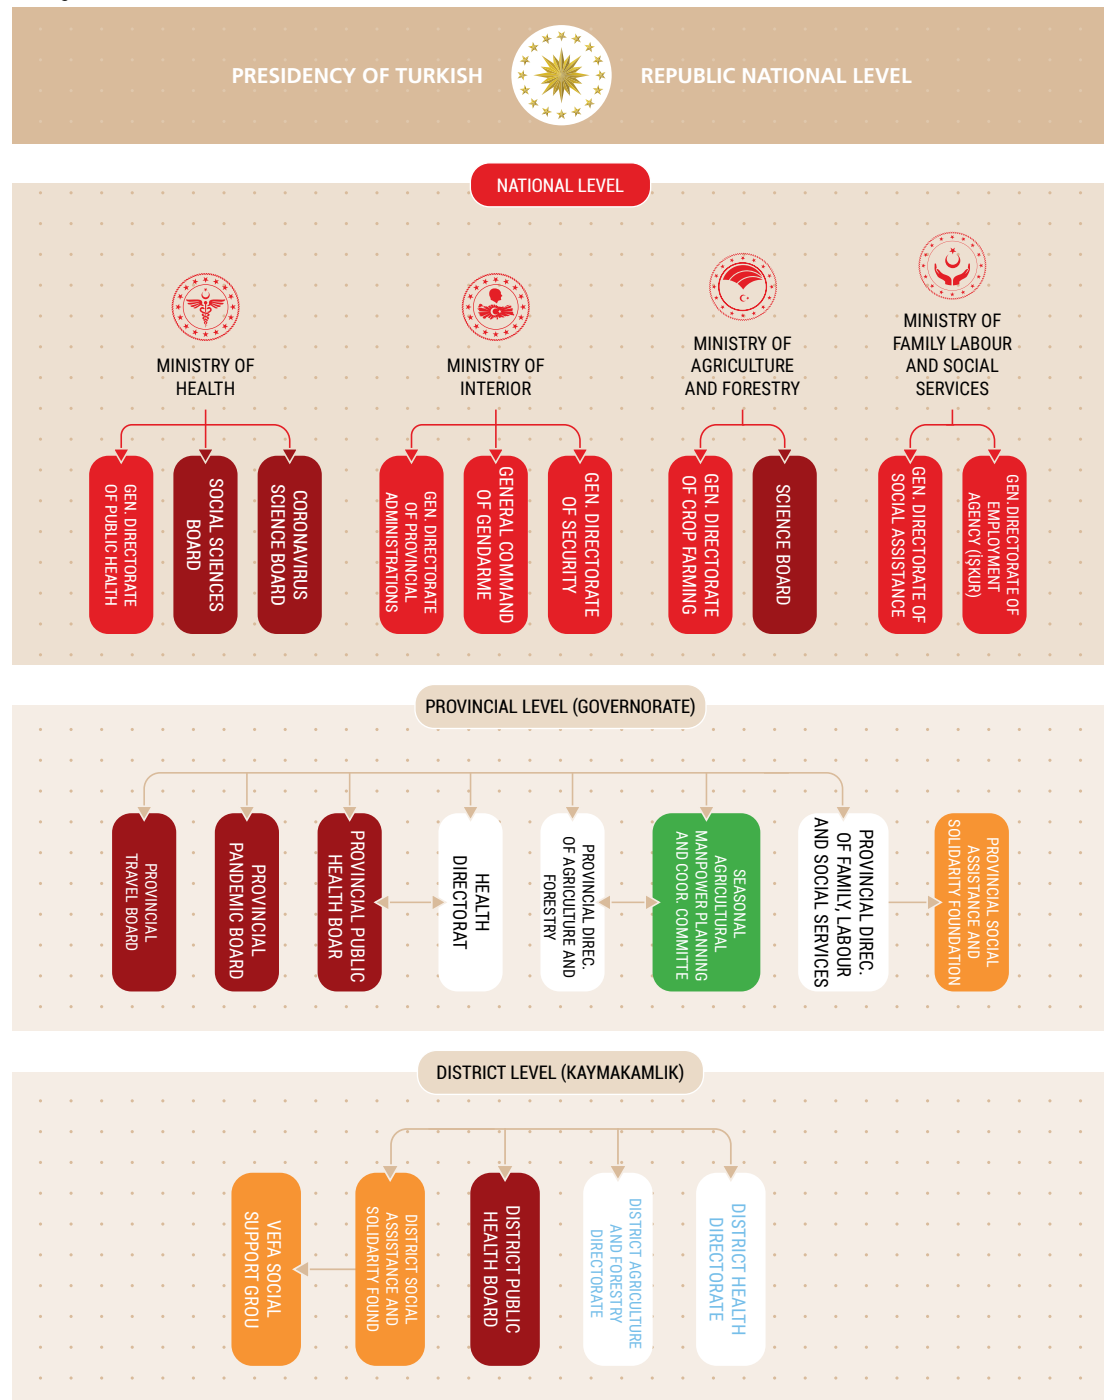 PRESIDENCY OF TURKISH
REPUBLIC NATIONAL LEVEL
NATIONAL LEVEL
MINISTRY OF
HEALTH
MINISTRY OF
INTERIOR
MINISTRY OF
AGRICULTURE
AND FORESTRY
MINISTRY OF
FAMILY LABOUR
AND SOCIAL
SERVICES
GEN. DIRECTORATE
OF PUBLIC HEALTH
SOCIAL SCIENCES
BOARD
CORONAVIRUS
SCIENCE BOARD
GEN. DIRECTORATE
OF PROVINCIAL
ADMINISTRATIONS
GENERAL COMMAND
OF GENDARME
GEN. DIRECTORATE
OF SECURITY
GEN. DIRECTORATE
OF CROP FARMING
SCIENCE BOARD
GEN. DIRECTORATE OF
SOCIAL ASSISTANCE
GEN. DIRECTORATE OF
EMPLOYMENT
AGENCY (İŞKUR)
PROVINCIAL LEVEL (GOVERNORATE)
PROVINCIAL
TRAVEL BOARD
PROVINCIAL
PANDEMIC BOARD
PROVINCIAL PUBLIC
HEALTH BOAR
HEALTH
DIRECTORAT
PROVINCIAL DIREC.
OF AGRICULTURE AND
FORESTRY
SEASONAL
AGRICULTURAL
MANPOWER PLANNING
AND COOR. COMMITTE
PROVINCIAL DIREC.
OF FAMILY, LABOUR
AND SOCIAL SERVICES
PROVINCIAL SOCIAL
ASSISTANCE AND
SOLIDARITY FOUNDATION
DISTRICT LEVEL (KAYMAKAMLIK)
VEFA SOCIAL
SUPPORT GROU
DISTRICT SOCIAL
ASSISTANCE AND
SOLIDARITY FOUND
DISTRICT PUBLIC
HEALTH BOARD
DISTRICT AGRICULTURE
AND FORESTRY
DIRECTORATE
DISTRICT HEALTH
DIRECTORATE